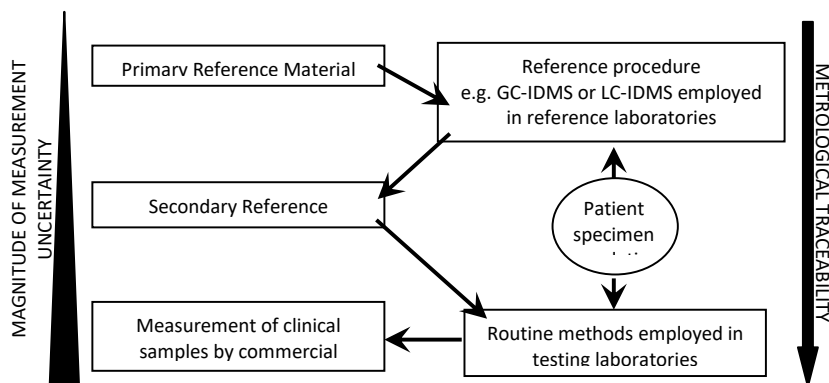 MAGNITUDE OF MEASUREMENT
UNCERTAINTY
Primary Reference Material
Reference procedure
e.g. GC-IDMS or LC-IDMS employed
in reference laboratories
Secondary Reference
Patient
specimen
Measurement of clinical
samples by commercial
Routine methods employed in
testing laboratories
METROLOGICAL TRACEABILITY